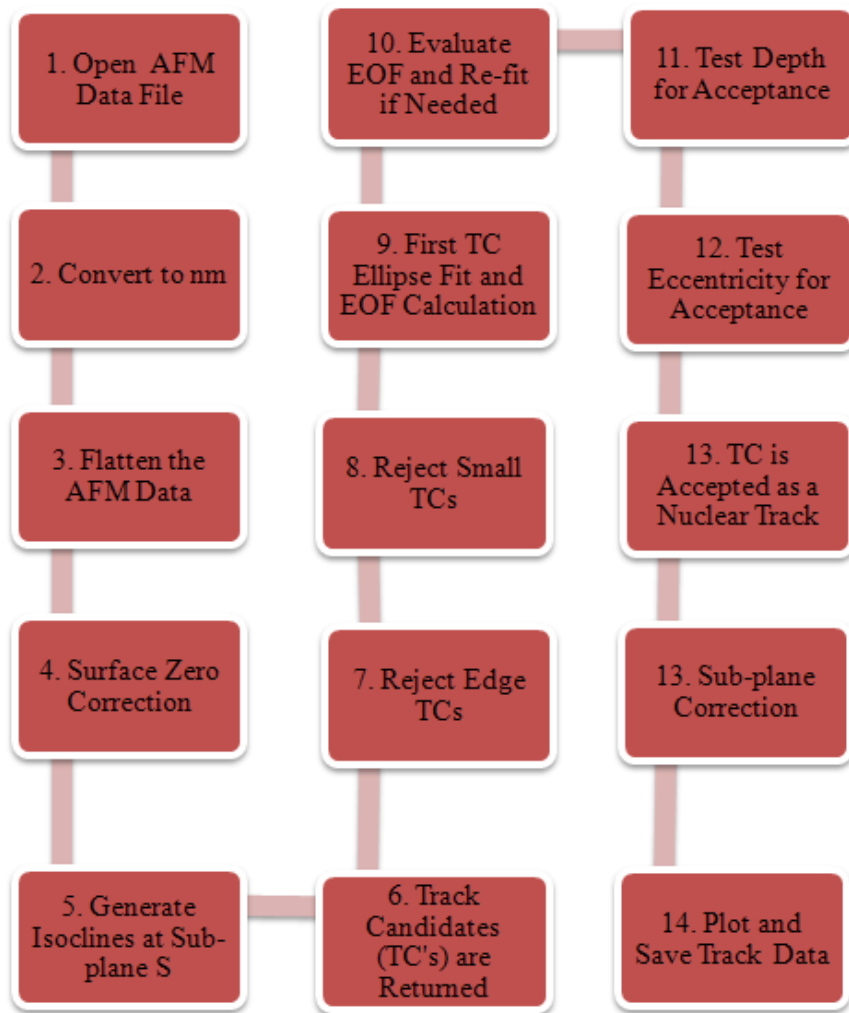 1. Open AFM
Data File
2. Convert to nm
3. Flatten the
AFM Data
4. Surface Zero
Correction
5. Generate
Isoclines at Sub-
plane S
6. Track
Candidates
(TC's) are
Returned
7. Reject Edge
TCs
8. Reject Small
TCs
9. First TC
Ellipse Fit and
EOF Calculation
10. Evaluate
EOF and Re-fit
if Needed
11. Test Depth
for Acceptance
12. Test
Eccentricity for
Acceptance
13. TC is
Accepted as a
Nuclear Track
13. Sub-plane
Correction
14. Plot and
Save Track Data